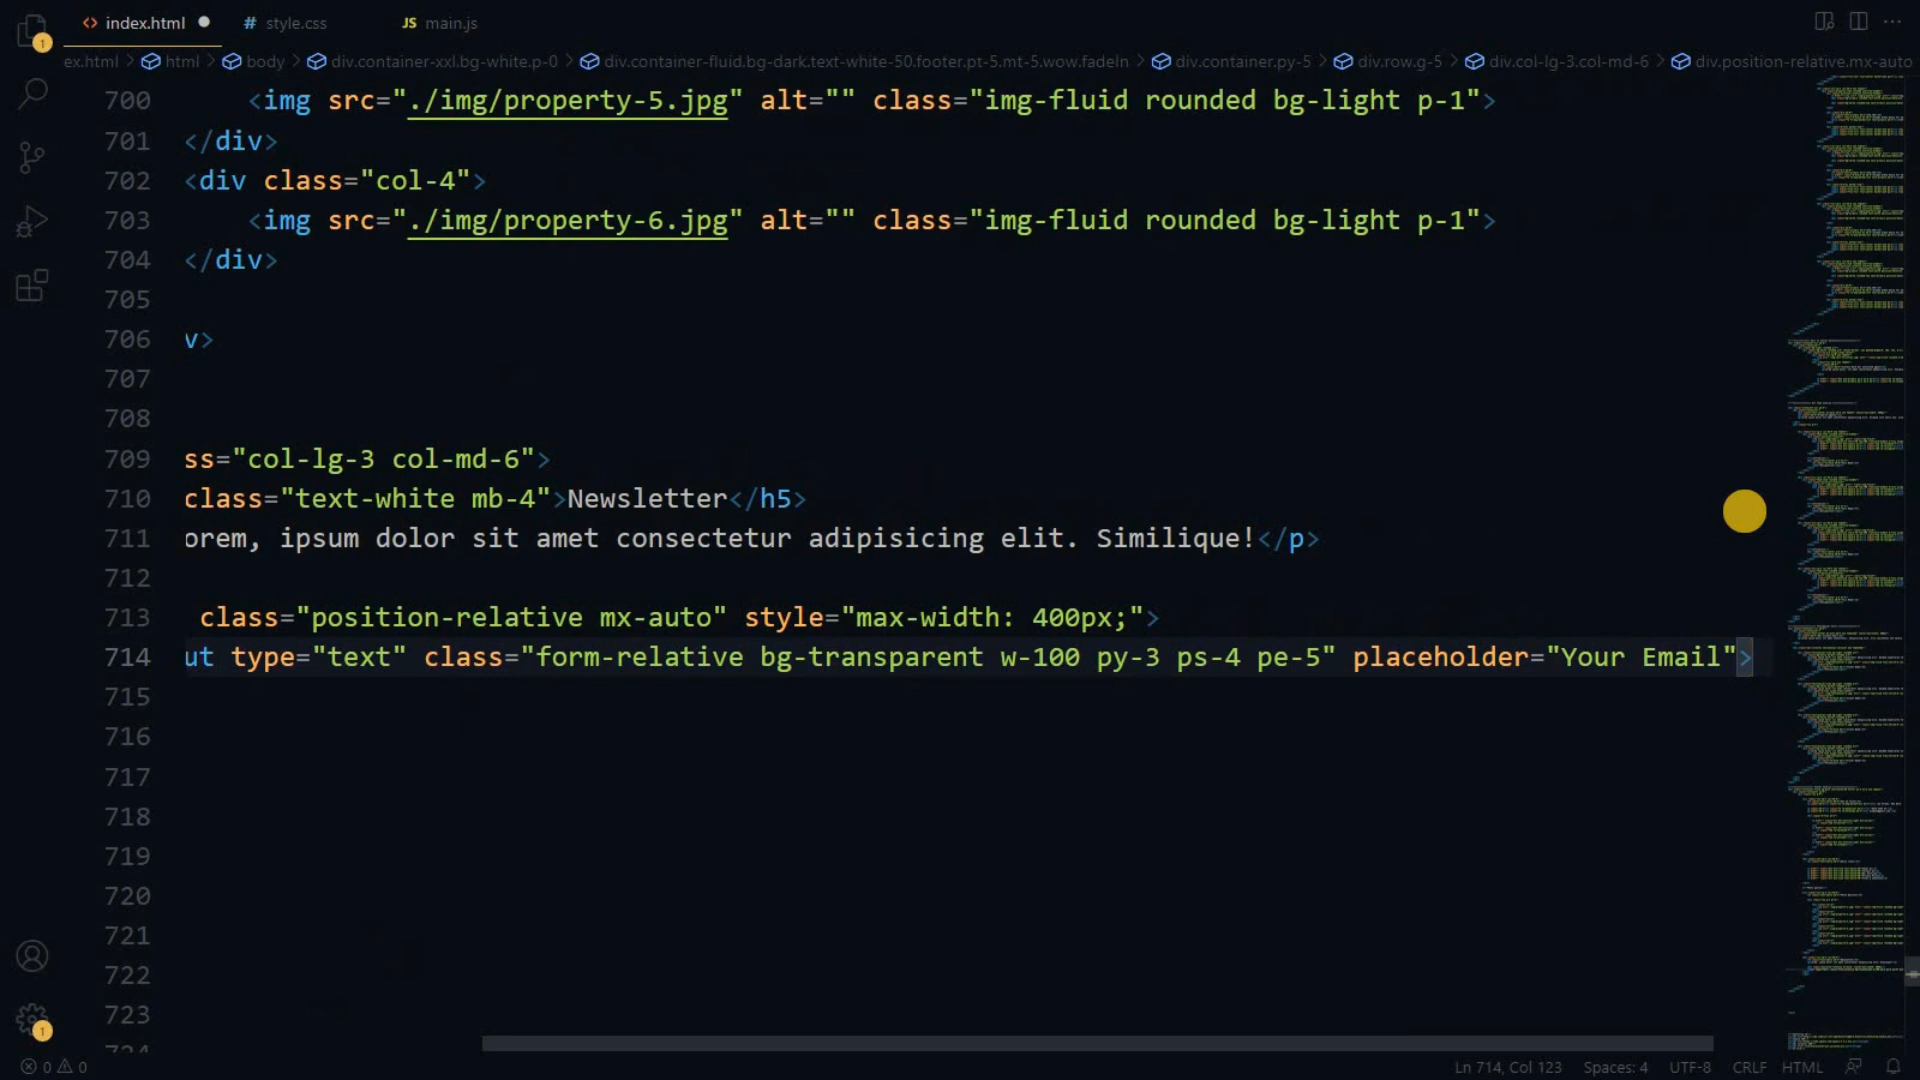 index.html
style.css
JS main.js
ex.html > html > body > div.container-xxl.bg-white.p-0 > div.container-fluid.bg-dark.text-white-50.footer.pt-5.mt-5.wow.fadeIn > div.container.py-5 > div.row.g-5 > div.col-lg-3.col-md-6 > div.position-relative.mx-auto
700 <img src="./img/property-5.jpg" alt="" class="img-fluid rounded bg-light p-1">
701 </div>
702 <div class="col-4">
703 <img src="./img/property-6.jpg" alt="" class="img-fluid rounded bg-light p-1">
704 </div>
705
706 v>
707
708
709 ss="col-lg-3 col-md-6">
710 class="text-white mb-4">Newsletter</h5>
711 orem, ipsum dolor sit amet consectetur adipisicing elit. Similique!</p>
712
713 class="position-relative mx-auto" style="max-width: 400px;">
714 ut type="text" class="form-relative bg-transparent w-100 py-3 ps-4 pe-5" placeholder="Your Email">
715
716
717
718
719
720
721
722
723
1
1
0 0
Ln 714, Col 123
Spaces: 4
UTF-8
CRLF
HTML